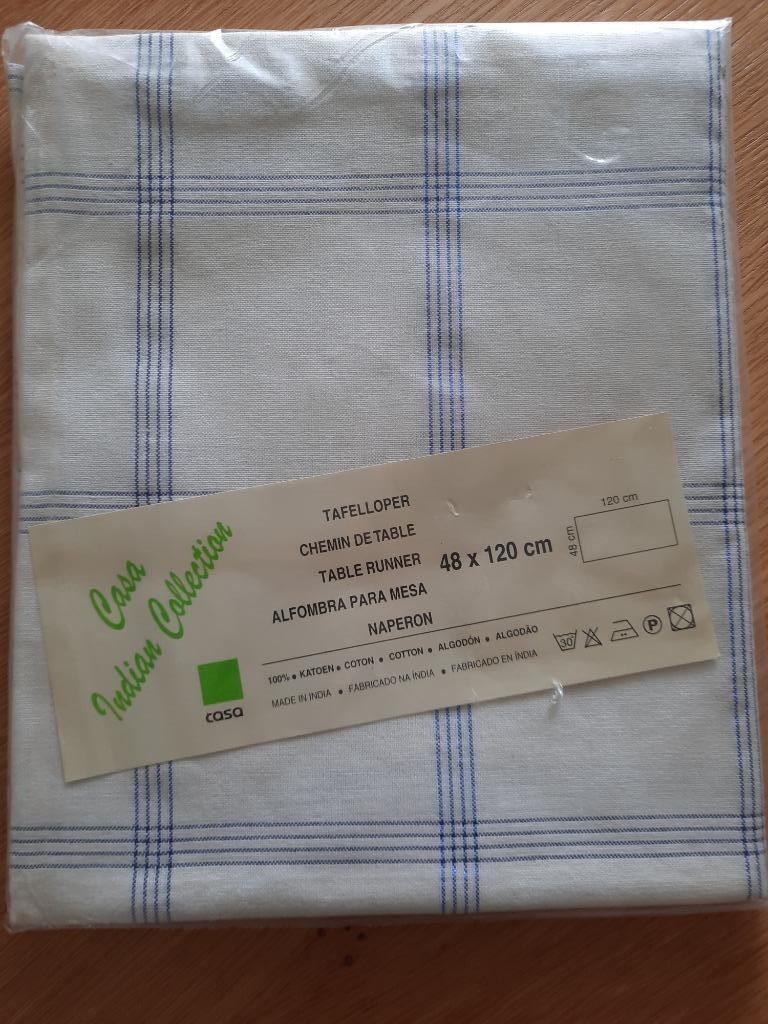 Casa
Indian Collection
casa
TAFELLOPER
CHEMIN DE TABLE
TABLE RUNNER
ALFOMBRA PARA MESA
NAPERON
48 x 120 cm
120 cm
48 cm
100% • KATOEN • COTON • COTTON • ALGODÓN • ALGODÃO
MADE IN INDIA • FABRICADO NA ÍNDIA • FABRICADO EN ÍNDIA
30°
P